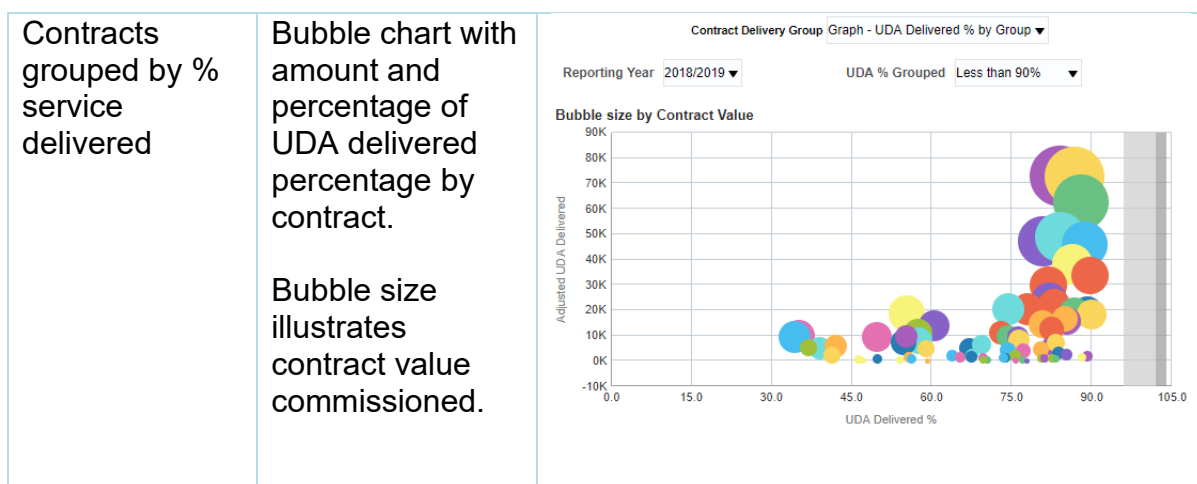 Contracts
grouped by %
service
delivered
Bubble chart with
amount and
percentage of
UDA delivered
percentage by
contract.
Bubble size
illustrates
contract value
commissioned.
Contract Delivery Group Graph - UDA Delivered % by Group
Reporting Year 2018/2019 UDA % Grouped Less than 90%
Bubble size by Contract Value
90K
80K
70K
60K
50K
40K
30K
20K
10K
0K
-10K
Adjusted UDA Delivered
0.0 15.0 30.0 45.0 60.0 75.0 90.0 105.0
UDA Delivered %